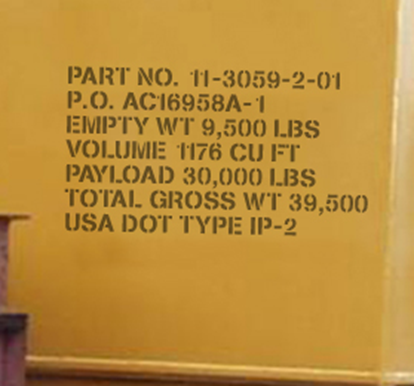 PART NO. 11-3059-2-01
P.O. AC16958A-1
EMPTY WT 9,500 LBS
VOLUME 1176 CU FT
PAYLOAD 30,000 LBS
TOTAL GROSS WT 39,500
USA DOT TYPE IP-2